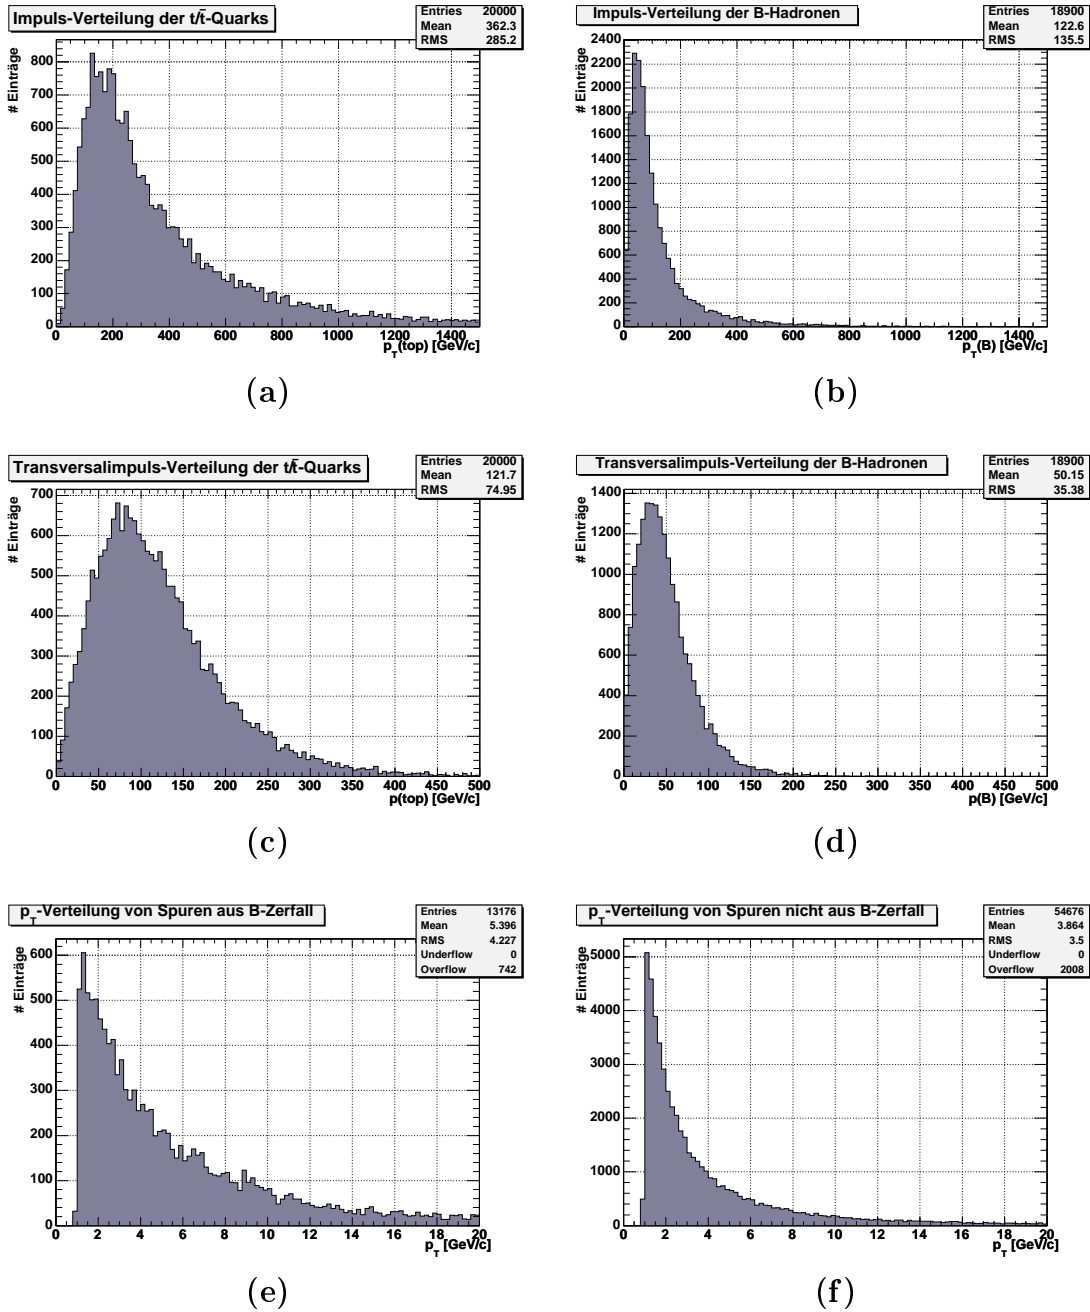 Impuls-Verteilung der t/t̄-Quarks
Entries 20000
Mean 362.3
RMS 285.2
# Einträge
800
700
600
500
400
300
200
100
0
0 200 400 600 800 1000 1200 1400
p_T(top) [GeV/c]
(a)
Impuls-Verteilung der B-Hadronen
Entries 18900
Mean 122.6
RMS 135.5
# Einträge
2400
2200
2000
1800
1600
1400
1200
1000
800
600
400
200
0
0 200 400 600 800 1000 1200 1400
p_T(B) [GeV/c]
(b)
Transversalimpuls-Verteilung der t/t̄-Quarks
Entries 20000
Mean 121.7
RMS 74.95
# Einträge
700
600
500
400
300
200
100
0
0 50 100 150 200 250 300 350 400 450 500
p(top) [GeV/c]
(c)
Transversalimpuls-Verteilung der B-Hadronen
Entries 18900
Mean 50.15
RMS 35.38
# Einträge
1400
1200
1000
800
600
400
200
0
0 50 100 150 200 250 300 350 400 450 500
p(B) [GeV/c]
(d)
p_T-Verteilung von Spuren aus B-Zerfall
Entries 13176
Mean 5.396
RMS 4.227
Underflow 0
Overflow 742
# Einträge
600
500
400
300
200
100
0
0 2 4 6 8 10 12 14 16 18 20
p_T [GeV/c]
(e)
p_T-Verteilung von Spuren nicht aus B-Zerfall
Entries 54676
Mean 3.864
RMS 3.5
Underflow 0
Overflow 2008
# Einträge
5000
4000
3000
2000
1000
0
0 2 4 6 8 10 12 14 16 18 20
p_T [GeV/c]
(f)